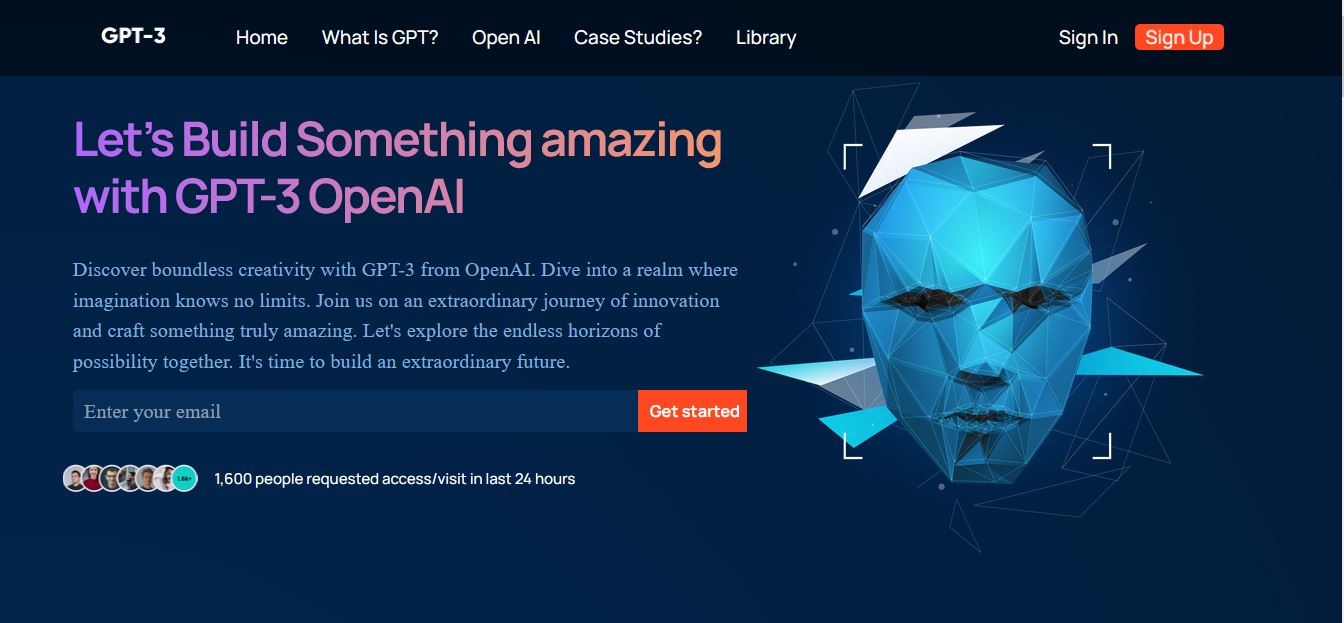 GPT-3
Home
What Is GPT?
Open AI
Case Studies?
Library
Sign In
Sign Up
Let's Build Something amazing
with GPT-3 OpenAI
Discover boundless creativity with GPT-3 from OpenAI. Dive into a realm where
imagination knows no limits. Join us on an extraordinary journey of innovation
and craft something truly amazing. Let's explore the endless horizons of
possibility together. It's time to build an extraordinary future.
Enter your email
Get started
1.6k+
1,600 people requested access/visit in last 24 hours